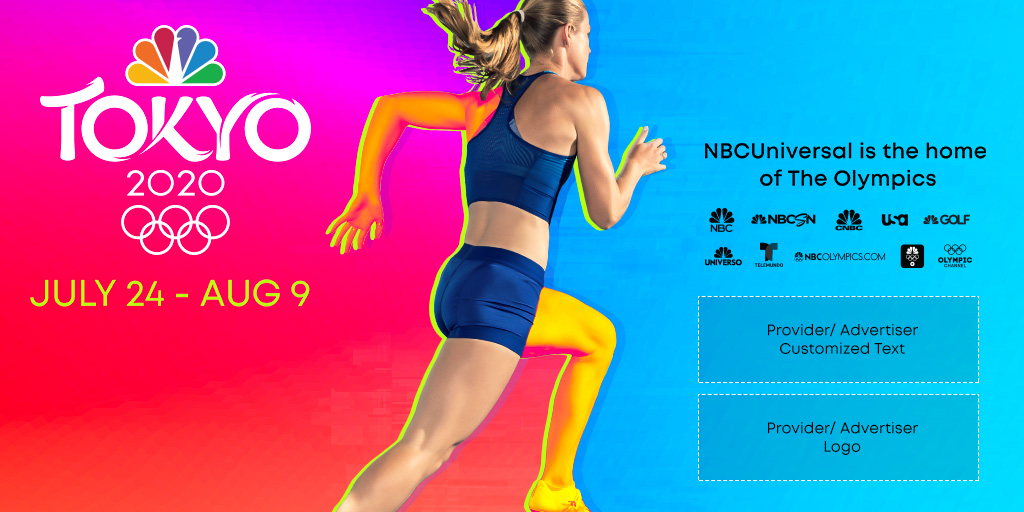 TOKYO
2020
JULY 24 - AUG 9
NBCUniversal is the home
of The Olympics
NBC
NBCSN
CNBC
USA
GOLF
UNIVERSO
TELEMUNDO
NBCOLYMPICS.COM
OLYMPIC
CHANNEL
Provider/ Advertiser
Customized Text
Provider/ Advertiser
Logo